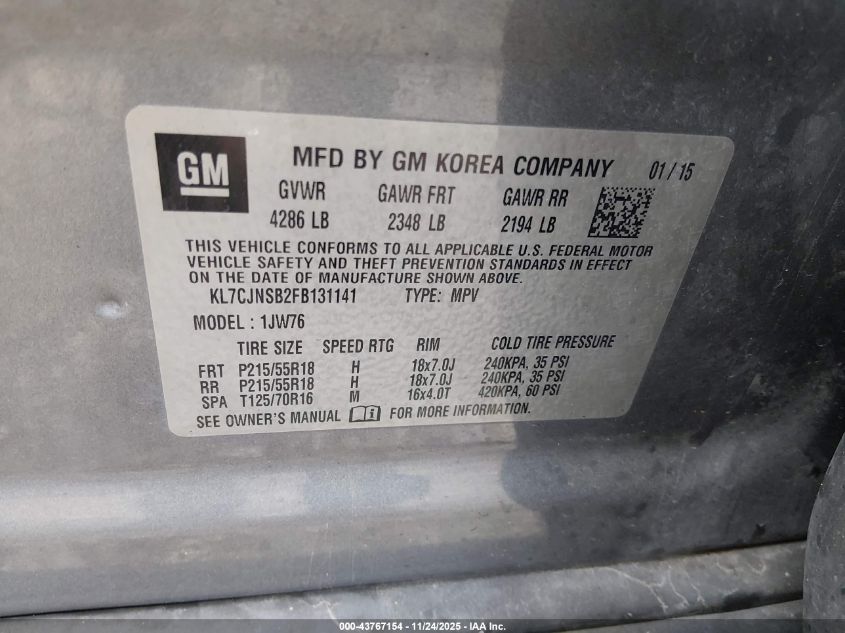 GM MFD BY GM KOREA COMPANY 01/15
GVWR GAWR FRT GAWR RR
4286 LB 2348 LB 2194 LB
THIS VEHICLE CONFORMS TO ALL APPLICABLE U.S. FEDERAL MOTOR
VEHICLE SAFETY AND THEFT PREVENTION STANDARDS IN EFFECT
ON THE DATE OF MANUFACTURE SHOWN ABOVE.
KL7CJNSB2FB131141 TYPE: MPV
MODEL : 1JW76
TIRE SIZE SPEED RTG RIM COLD TIRE PRESSURE
FRT P215/55R18 H 18x7.0J 240KPA, 35 PSI
RR P215/55R18 H 18x7.0J 240KPA, 35 PSI
SPA T125/70R16 M 16x4.0T 420KPA, 60 PSI
SEE OWNER'S MANUAL FOR MORE INFORMATION.
000-43767154 - 11/24/2025 - IAA Inc.